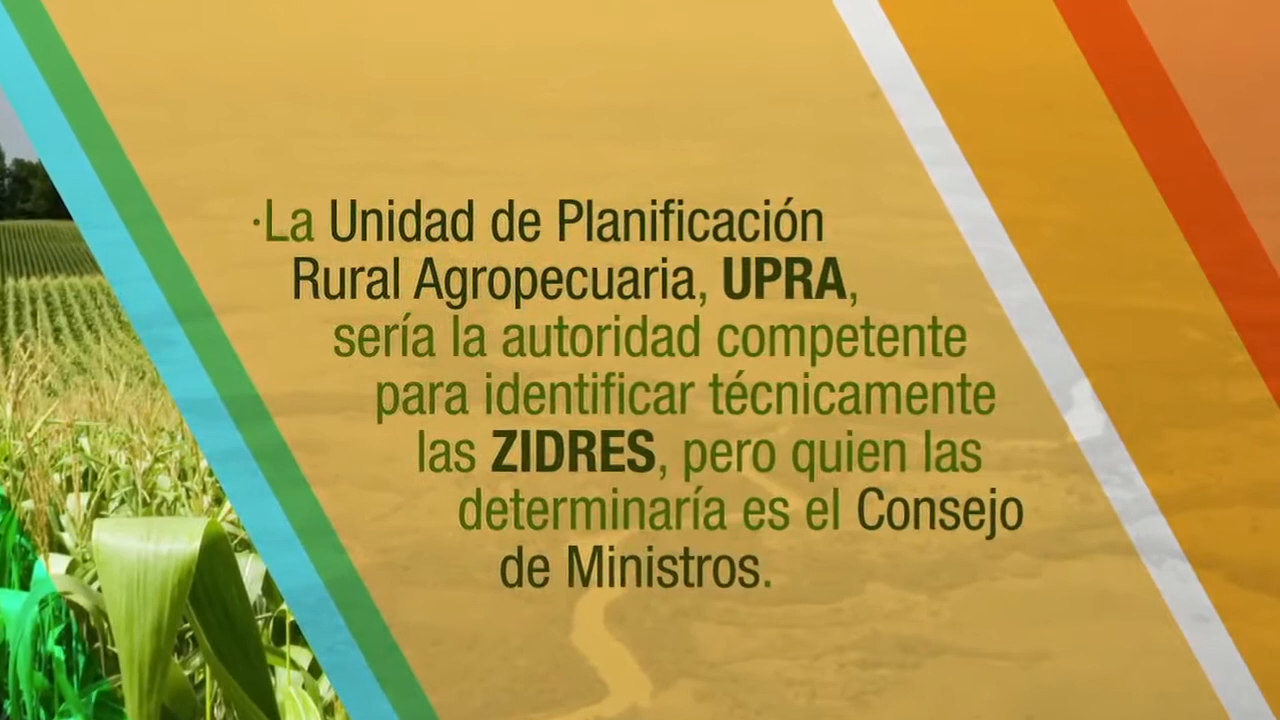 ·La Unidad de Planificación
Rural Agropecuaria, UPRA,
sería la autoridad competente
para identificar técnicamente
las ZIDRES, pero quien las
determinaría es el Consejo
de Ministros.